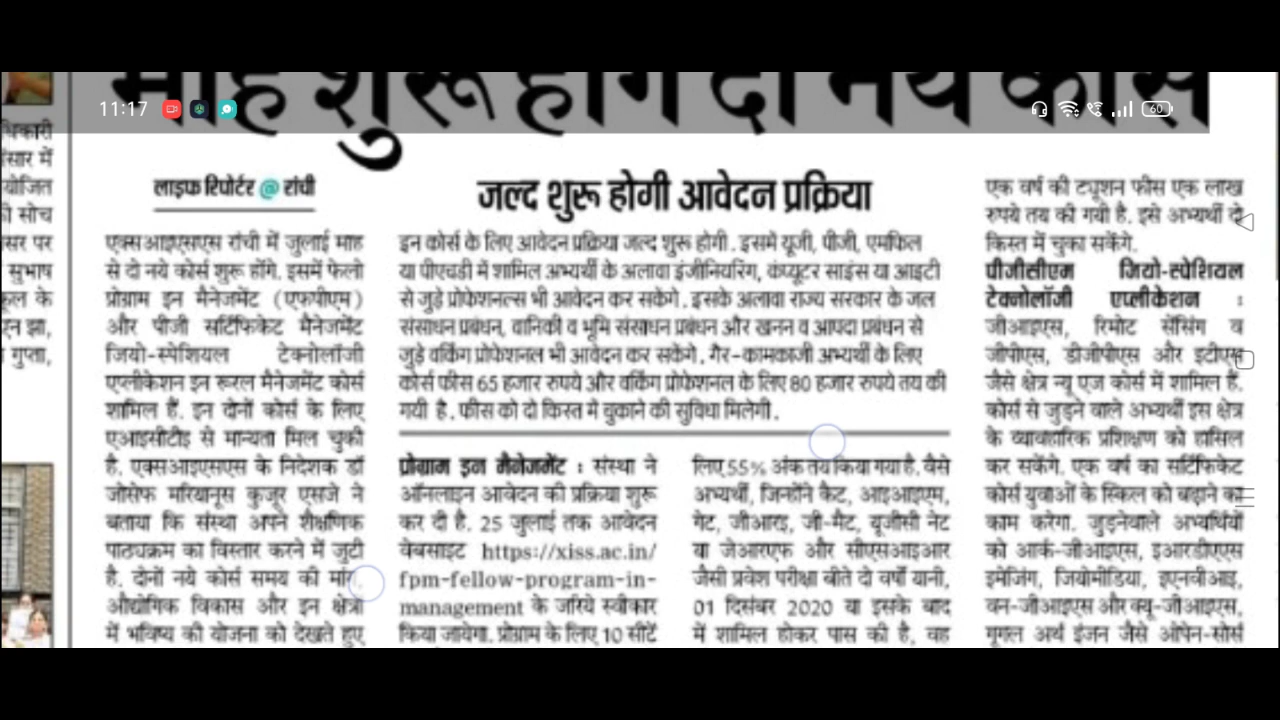 माह शुरू होंगे दो नये कोर्स
11:17
60
धिकारी
सार में
योजित
ी सोच
सर पर
सुभाष
कूल के
एन झा,
गुप्ता,
लाइफ रिपोर्टर @ रांची
एक्सआइएसएस रांची में जुलाई माह
से दो नये कोर्स शुरू होंगे. इसमें फेलो
प्रोग्राम इन मैनेजमेंट (एफपीएम)
और पीजी सर्टिफिकेट मैनेजमेंट
जियो-स्पेशियल टेक्नोलॉजी
एप्लीकेशन इन रूरल मैनेजमेंट कोर्स
शामिल हैं. इन दोनों कोर्स के लिए
एआइसीटीइ से मान्यता मिल चुकी
है. एक्सआइएसएस के निदेशक डॉ
जोसेफ मरियानूस कुजूर एसजे ने
बताया कि संस्था अपने शैक्षणिक
पाठ्यक्रम का विस्तार करने में जुटी
है. दोनों नये कोर्स समय की मांग,
औद्योगिक विकास और इन क्षेत्रों
में भविष्य की योजना को देखते हुए
जल्द शुरू होगी आवेदन प्रक्रिया
इन कोर्स के लिए आवेदन प्रक्रिया जल्द शुरू होगी. इसमें यूजी, पीजी, एमफिल
या पीएचडी में शामिल अभ्यर्थी के अलावा इंजीनियरिंग, कंप्यूटर साइंस या आइटी
से जुड़े प्रोफेशनल्स भी आवेदन कर सकेंगे. इसके अलावा राज्य सरकार के जल
संसाधन प्रबंधन, वानिकी व भूमि संसाधन प्रबंधन और खनन व आपदा प्रबंधन से
जुड़े वर्किंग प्रोफेशनल भी आवेदन कर सकेंगे. गैर-कामकाजी अभ्यर्थी के लिए
कोर्स फीस 65 हजार रुपये और वर्किंग प्रोफेशनल के लिए 80 हजार रुपये तय की
गयी है. फीस को दो किस्त में चुकाने की सुविधा मिलेगी.
प्रोग्राम इन मैनेजमेंट : संस्था ने
ऑनलाइन आवेदन की प्रक्रिया शुरू
कर दी है. 25 जुलाई तक आवेदन
वेबसाइट https://xiss.ac.in/
fpm-fellow-program-in-
management के जरिये स्वीकार
किया जायेगा. प्रोग्राम के लिए 10 सीटें
लिए 55% अंक तय किया गया है. वैसे
अभ्यर्थी, जिन्होंने कैट, आइआइएम,
गेट, जीआरइ, जी-मैट, यूजीसी नेट
या जेआरएफ और सीएसआइआर
जैसी प्रवेश परीक्षा बीते दो वर्षों यानी,
01 दिसंबर 2020 या इसके बाद
में शामिल होकर पास की है, वह
एक वर्ष की ट्यूशन फीस एक लाख
रुपये तय की गयी है. इसे अभ्यर्थी दो
किस्त में चुका सकेंगे.
पीजीसीएम जियो-स्पेशियल
टेक्नोलॉजी एप्लीकेशन :
जीआइएस, रिमोट सेंसिंग व
जीपीएस, डीजीपीएस और इटीएस
जैसे क्षेत्र न्यू एज कोर्स में शामिल हैं.
कोर्स से जुड़ने वाले अभ्यर्थी इस क्षेत्र
के व्यावहारिक प्रशिक्षण को हासिल
कर सकेंगे. एक वर्ष का सर्टिफिकेट
कोर्स युवाओं के स्किल को बढ़ाने का
काम करेगा. जुड़नेवाले अभ्यर्थियों
को आर्क-जीआइएस, इआरडीएएस
इमेजिंग, जियोमीडिया, इएनवीआइ,
वन-जीआइएस और क्यू-जीआइएस,
गूगल अर्थ इंजन जैसे ओपेन-सोर्स